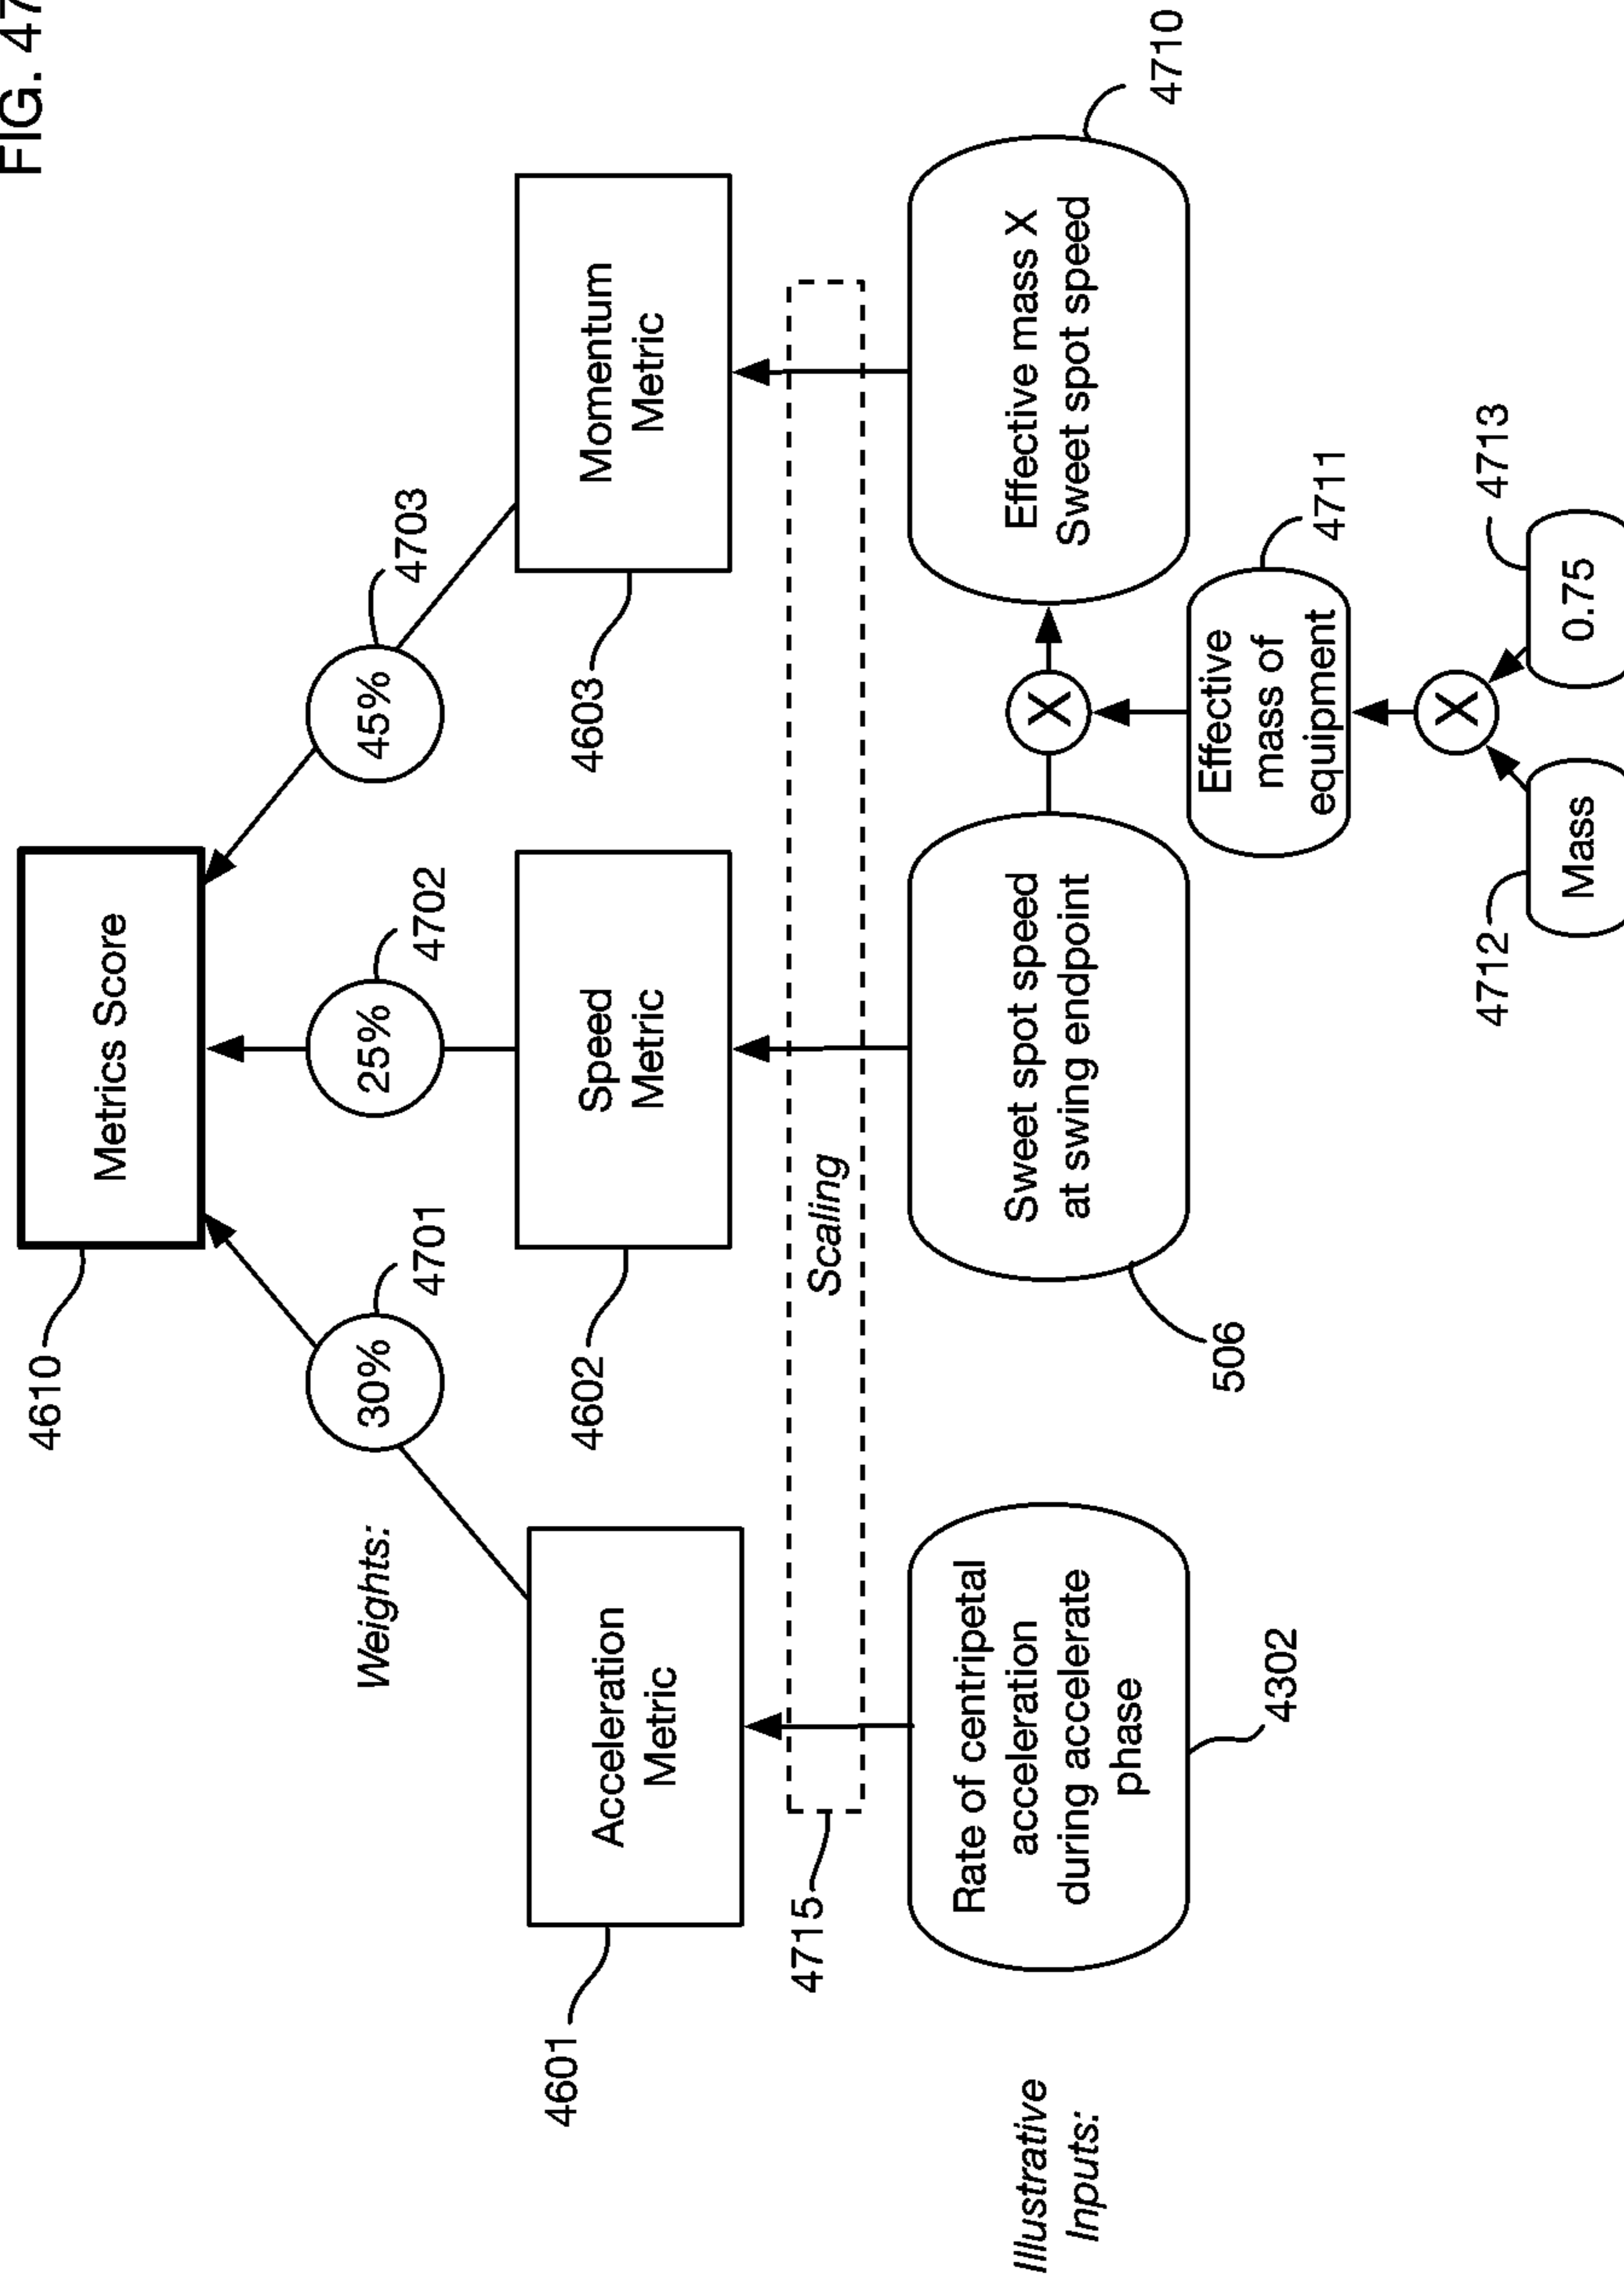 FIG. 47
4610
Metrics Score
Weights:
30%
4701
25%
4702
45%
4703
4601
Acceleration
Metric
4602
Speed
Metric
4603
Momentum
Metric
4715
Scaling
Illustrative
Inputs:
Rate of centripetal
acceleration
during accelerate
phase
4302
Sweet spot speed
at swing endpoint
506
X
Effective mass X
Sweet spot speed
4710
Effective
mass of
equipment
4711
X
4712
Mass
0.75
4713